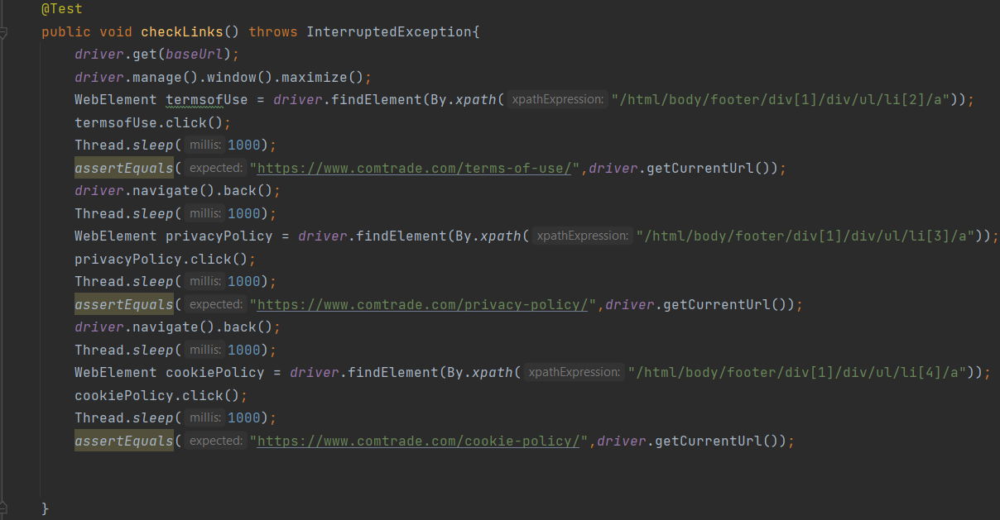 @Test
public void checkLinks() throws InterruptedException{
driver.get(baseUrl);
driver.manage().window().maximize();
WebElement termsofUse = driver.findElement(By.xpath( xpathExpression: "/html/body/footer/div[1]/div/ul/li[2]/a"));
termsofUse.click();
Thread.sleep( millis: 1000);
assertEquals( expected: "https://www.comtrade.com/terms-of-use/",driver.getCurrentUrl());
driver.navigate().back();
Thread.sleep( millis: 1000);
WebElement privacyPolicy = driver.findElement(By.xpath( xpathExpression: "/html/body/footer/div[1]/div/ul/li[3]/a"));
privacyPolicy.click();
Thread.sleep( millis: 1000);
assertEquals( expected: "https://www.comtrade.com/privacy-policy/",driver.getCurrentUrl());
driver.navigate().back();
Thread.sleep( millis: 1000);
WebElement cookiePolicy = driver.findElement(By.xpath( xpathExpression: "/html/body/footer/div[1]/div/ul/li[4]/a"));
cookiePolicy.click();
Thread.sleep( millis: 1000);
assertEquals( expected: "https://www.comtrade.com/cookie-policy/",driver.getCurrentUrl());
}